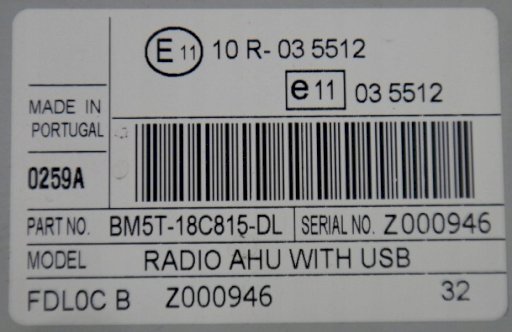 E 11 10 R- 03 5512
e 11 03 5512
MADE IN
PORTUGAL
0259A
PART NO. BM5T-18C815-DL SERIAL NO. Z000946
MODEL RADIO AHU WITH USB
FDLOC B Z000946 32